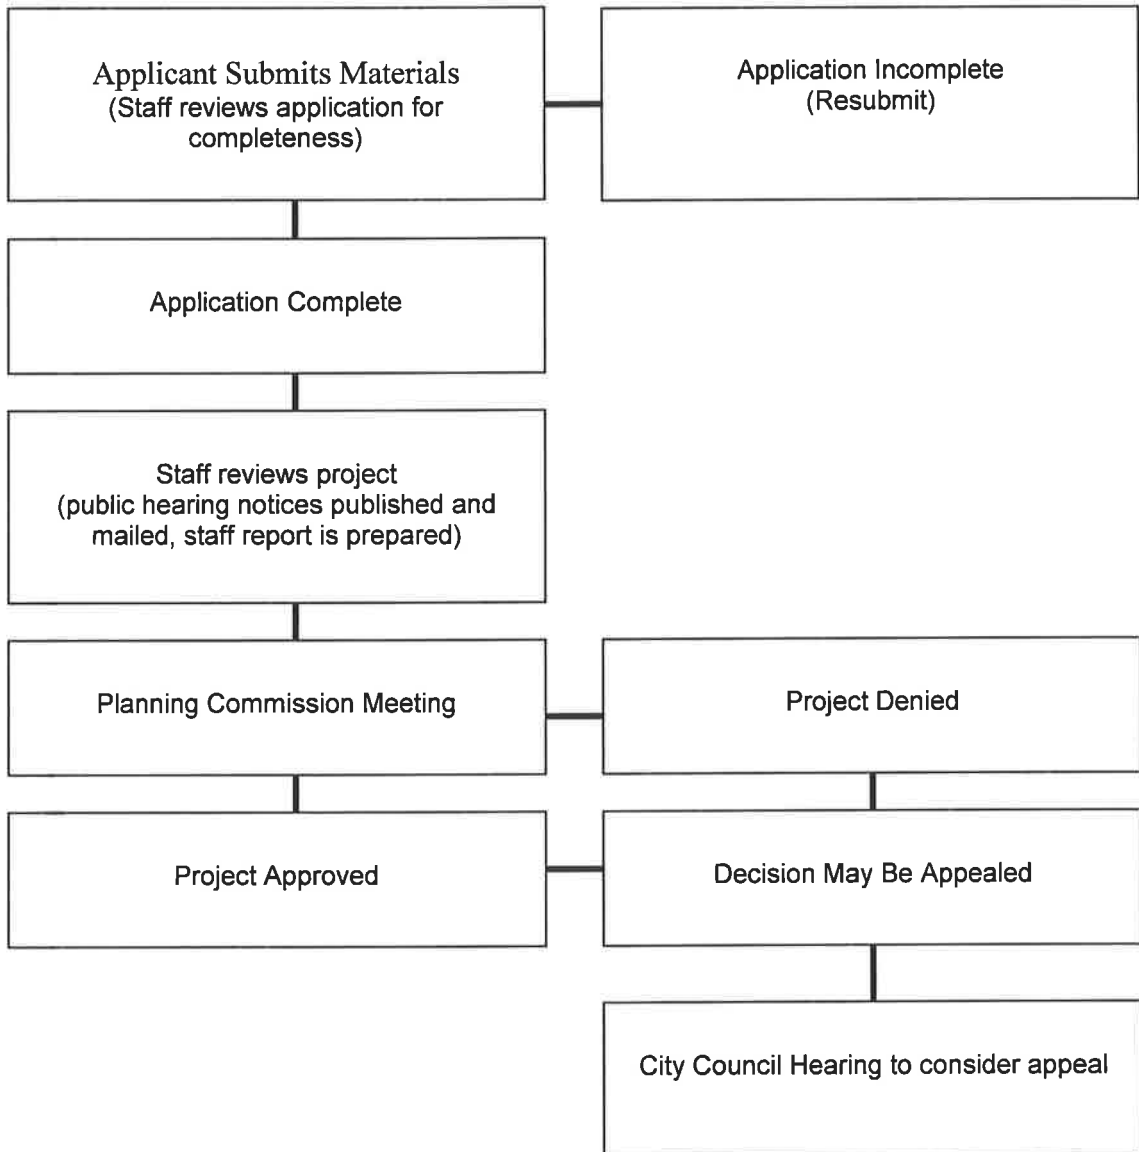 Applicant Submits Materials
(Staff reviews application for
completeness)
Application Incomplete
(Resubmit)
Application Complete
Staff reviews project
(public hearing notices published and
mailed, staff report is prepared)
Planning Commission Meeting
Project Denied
Project Approved
Decision May Be Appealed
City Council Hearing to consider appeal